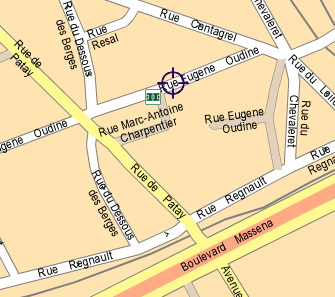 Rue du Dessous
des Berges
Rue
Resal
Rue Cantagrel
Chevaleret
Rue de
Patay
Rue Eugene Oudine
Rue du
Rue Marc-Antoine
Charpentier
Rue Eugene
Oudine
Rue du
Chevaleret
Eugene Oudine
Rue
Regna
Rue de Patay
Rue Regnault
Rue du Dessous
des Berges
Rue Regnault
Boulevard Massena
Avenue